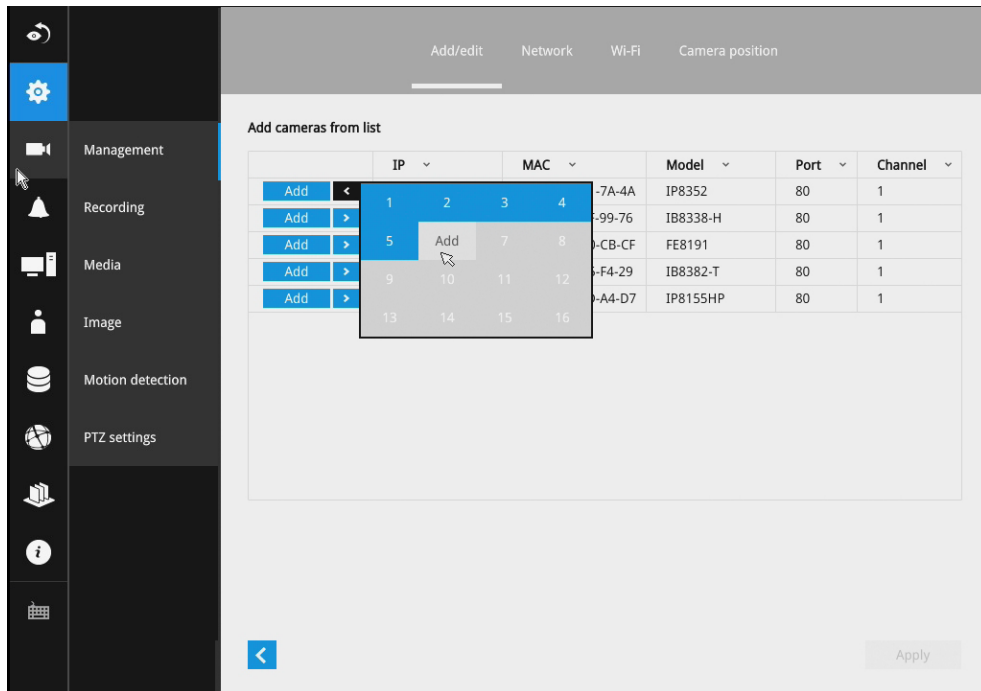 Add/edit Network Wi-Fi Camera position
Add cameras from list
Management
Recording
Media
Image
Motion detection
PTZ settings
IP MAC Model Port Channel
Add -7A-4A IP8352 80 1
Add -99-76 IB8338-H 80 1
Add -CB-CF FE8191 80 1
Add -F4-29 IB8382-T 80 1
Add -A4-D7 IP8155HP 80 1
1 2 3 4
5 Add 7 8
9 10 11 12
13 14 15 16
Apply